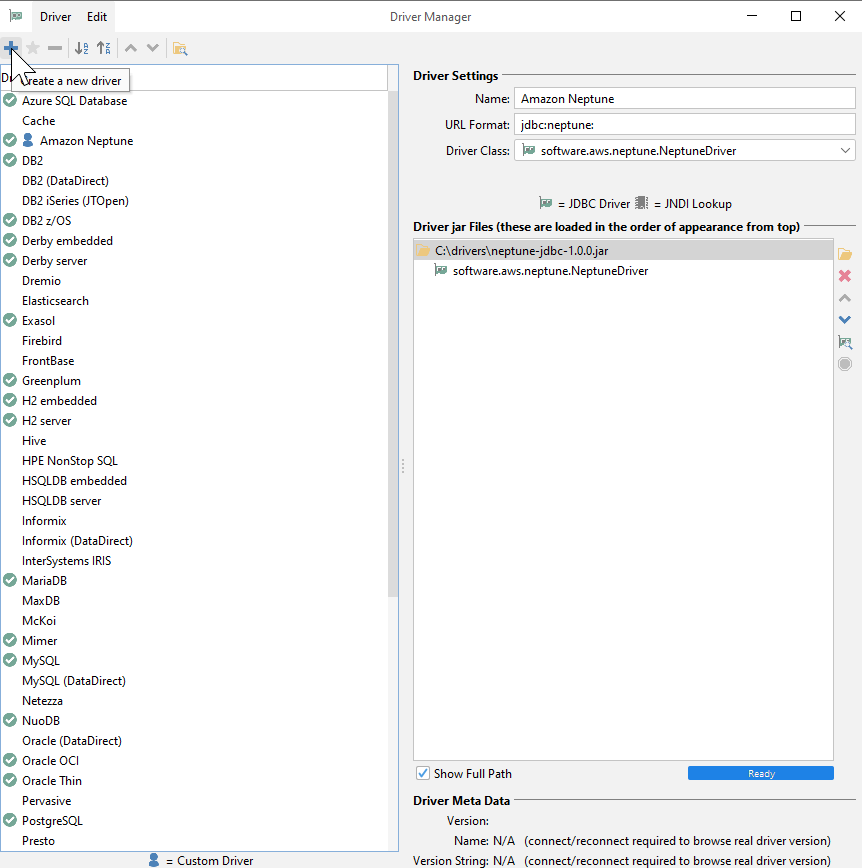 Driver Edit Driver Manager
Create a new driver
Azure SQL Database
Cache
Amazon Neptune
DB2
DB2 (DataDirect)
DB2 iSeries (JTOpen)
DB2 z/OS
Derby embedded
Derby server
Dremio
Elasticsearch
Exasol
Firebird
FrontBase
Greenplum
H2 embedded
H2 server
Hive
HPE NonStop SQL
HSQLDB embedded
HSQLDB server
Informix
Informix (DataDirect)
InterSystems IRIS
MariaDB
MaxDB
McKoi
Mimer
MySQL
MySQL (DataDirect)
Netezza
NuoDB
Oracle (DataDirect)
Oracle OCI
Oracle Thin
Pervasive
PostgreSQL
Presto
= Custom Driver
Driver Settings
Name: Amazon Neptune
URL Format: jdbc:neptune:
Driver Class: software.aws.neptune.NeptuneDriver
= JDBC Driver = JNDI Lookup
Driver jar Files (these are loaded in the order of appearance from top)
C:\drivers\neptune-jdbc-1.0.0.jar
software.aws.neptune.NeptuneDriver
Show Full Path Ready
Driver Meta Data
Version:
Name: N/A (connect/reconnect required to browse real driver version)
Version String: N/A (connect/reconnect required to browse real driver version)